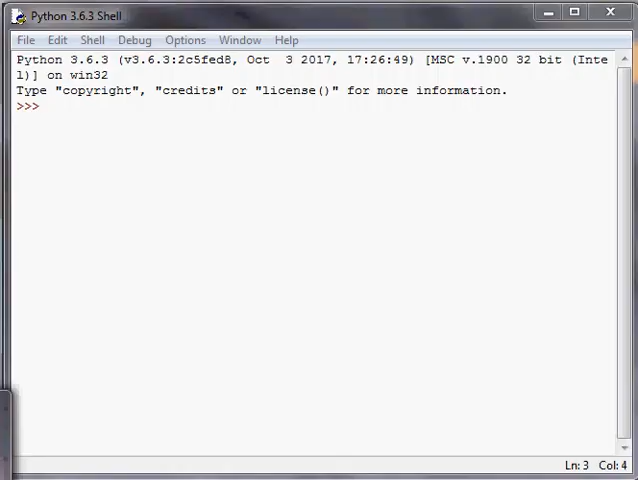 Python 3.6.3 Shell
File Edit Shell Debug Options Window Help
Python 3.6.3 (v3.6.3:2c5fed8, Oct  3 2017, 17:26:49) [MSC v.1900 32 bit (Inte
l)] on win32
Type "copyright", "credits" or "license()" for more information.
>>>
Ln: 3 Col: 4